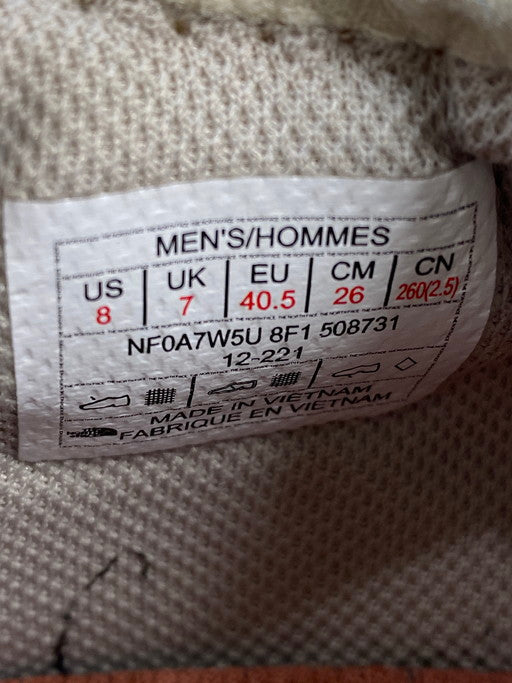 MEN'S/HOMMES
US UK EU CM CN
8 7 40.5 26 260(2.5)
NF0A7W5U 8F1 508731
12-221
MADE IN VIETNAM
FABRIQUE EN VIETNAM